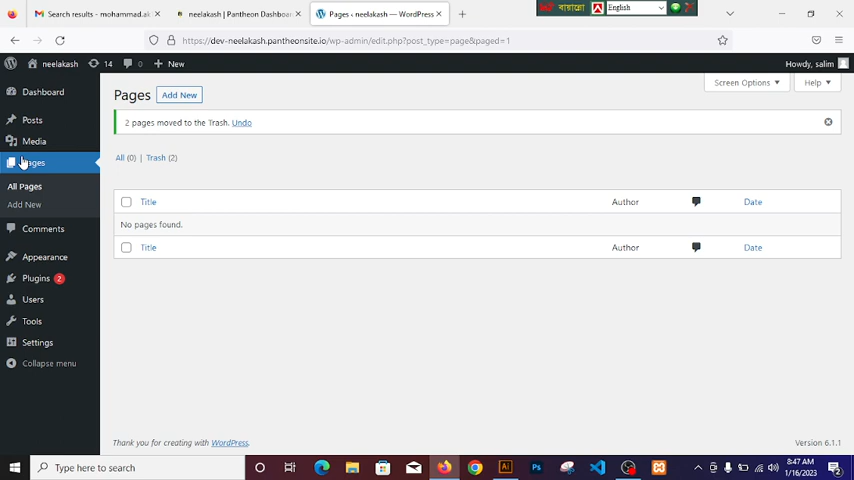 Search results - mohammad.ak
neelakash | Pantheon Dashboar
Pages ‹ neelakash — WordPress
বায়ান্নো
English
https://dev-neelakash.pantheonsite.io/wp-admin/edit.php?post_type=page&paged=1
neelakash 14 0 New
Howdy, salim
Dashboard
Posts
Media
Pages
All Pages
Add New
Comments
Appearance
Plugins 2
Users
Tools
Settings
Collapse menu
Screen Options Help
Pages Add New
2 pages moved to the Trash. Undo
All (0) | Trash (2)
Title Author Date
No pages found.
Title Author Date
Thank you for creating with WordPress.
Version 6.1.1
Type here to search
Ai
Ps
8:47 AM
1/16/2023
2